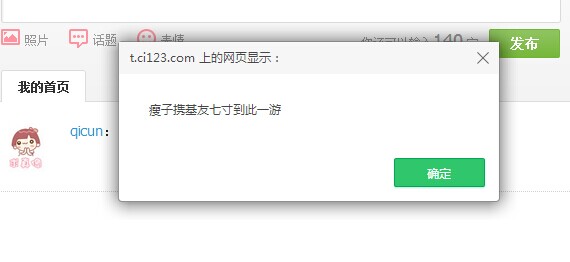 照片 话题 表情 你还可以输入 140 字 发布
t.ci123.com 上的网页显示：
我的首页
瘦子携基友七寸到此一游
qicun：
确定